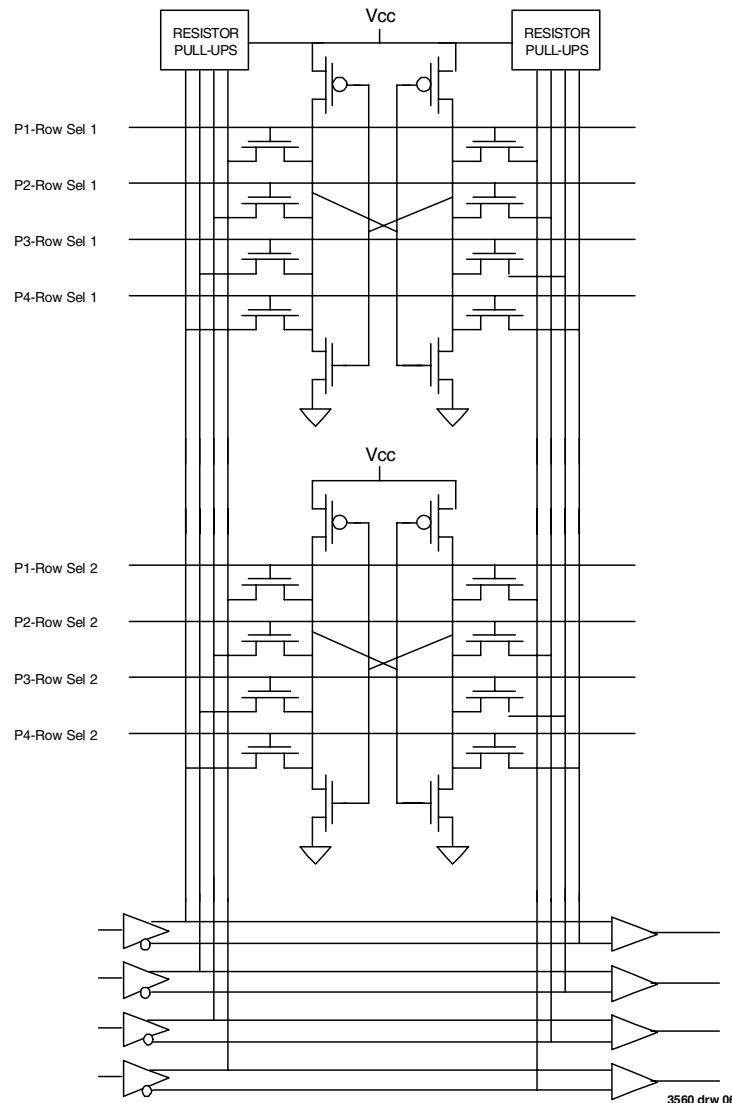 Vcc
RESISTOR
PULL-UPS
RESISTOR
PULL-UPS
P1-Row Sel 1
P2-Row Sel 1
P3-Row Sel 1
P4-Row Sel 1
Vcc
P1-Row Sel 2
P2-Row Sel 2
P3-Row Sel 2
P4-Row Sel 2
3560 drw 06